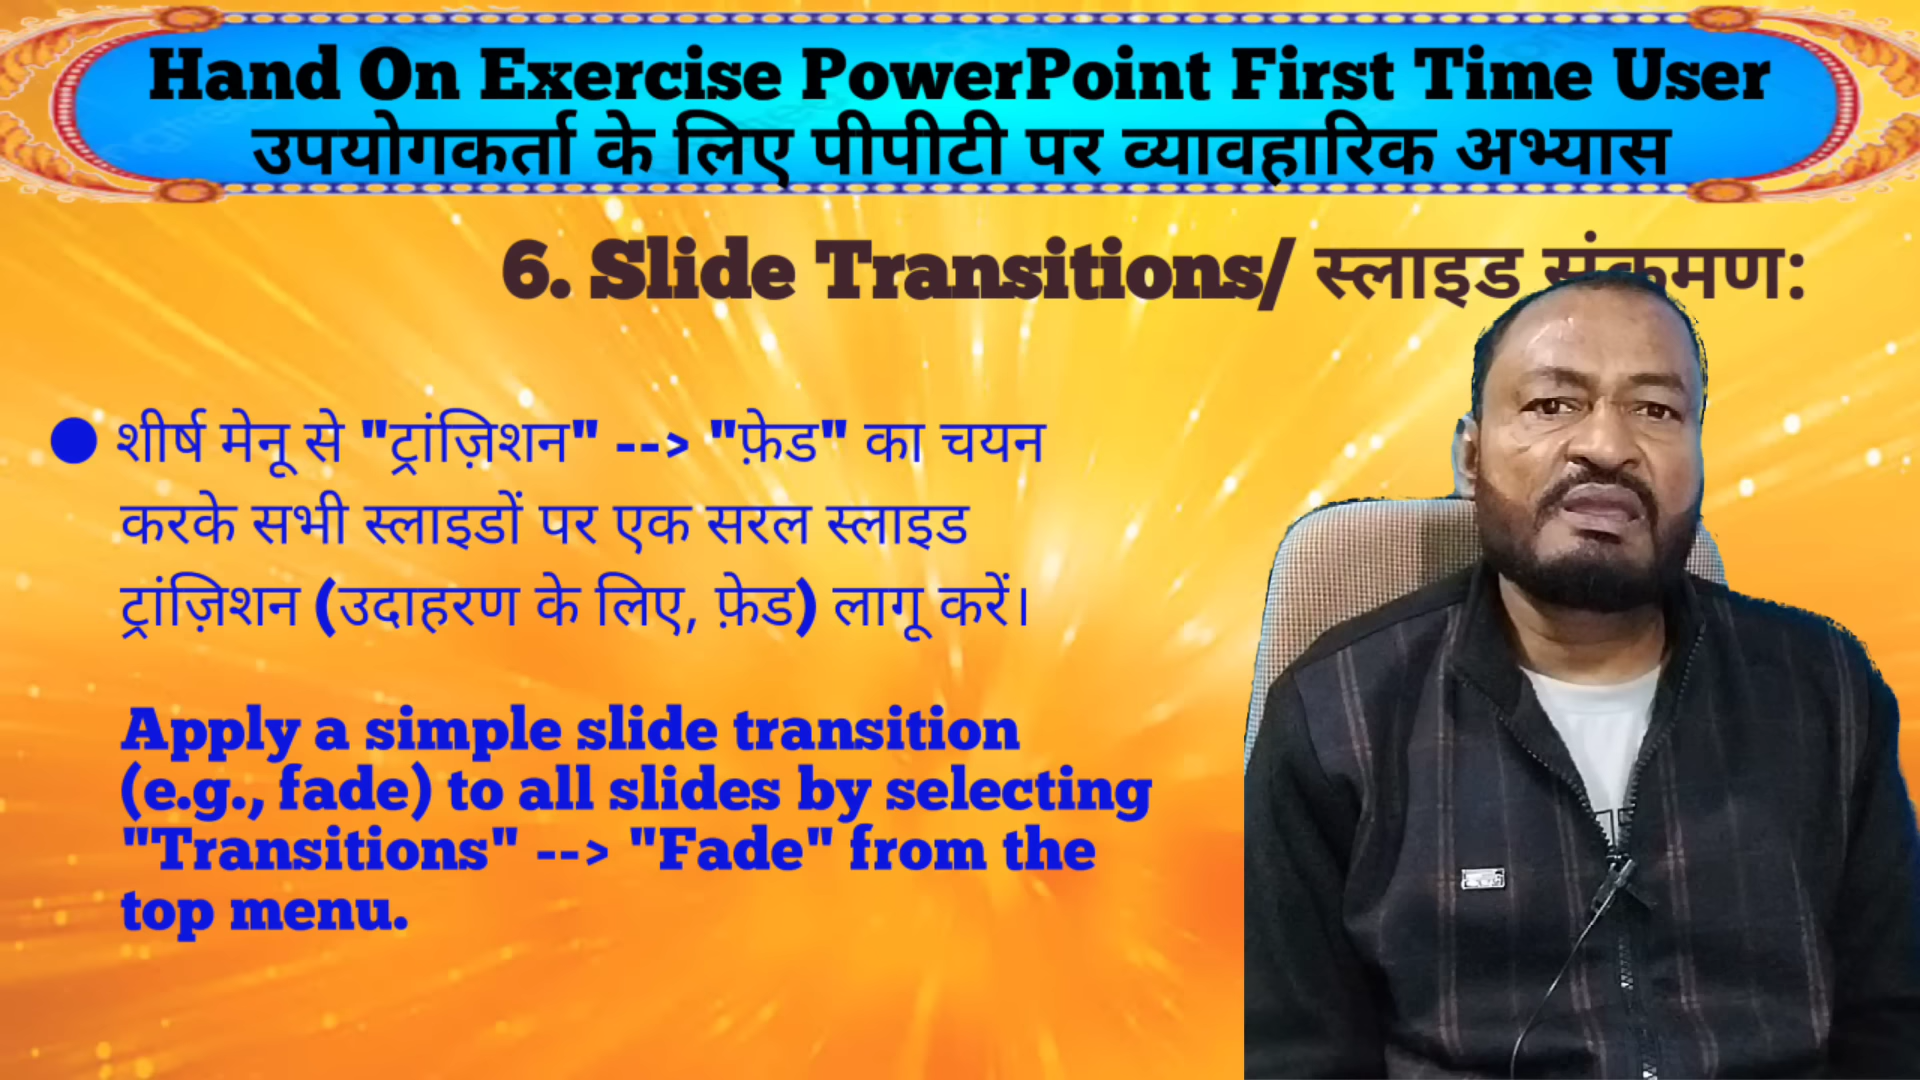 Hand On Exercise PowerPoint First Time User
उपयोगकर्ता के लिए पीपीटी पर व्यावहारिक अभ्यास
6. Slide Transitions/ स्लाइड संक्रमण:
● शीर्ष मेनू से "ट्रांज़िशन" --> "फ़ेड" का चयन
करके सभी स्लाइडों पर एक सरल स्लाइड
ट्रांज़िशन (उदाहरण के लिए, फ़ेड) लागू करें।
Apply a simple slide transition
(e.g., fade) to all slides by selecting
"Transitions" --> "Fade" from the
top menu.